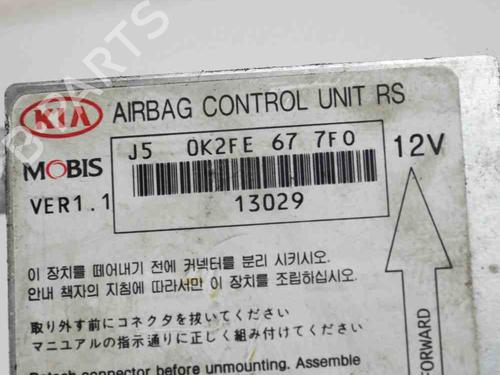 KIA AIRBAG CONTROL UNIT RS
J5 0K2FE 67 7F0
12V
MOBIS
VER1.1
13029
이 장치를 떼어내기 전에 커넥터를 분리 시키시오.
안내 책자의 지침에 따라서만 이 장치를 조립하십시오.
取り外す前にコネクタを抜いてください
マニュアルの指示通りに正しく組み付けてください
Detach connector before unmounting. Assemble
FORWARD
B PARTS